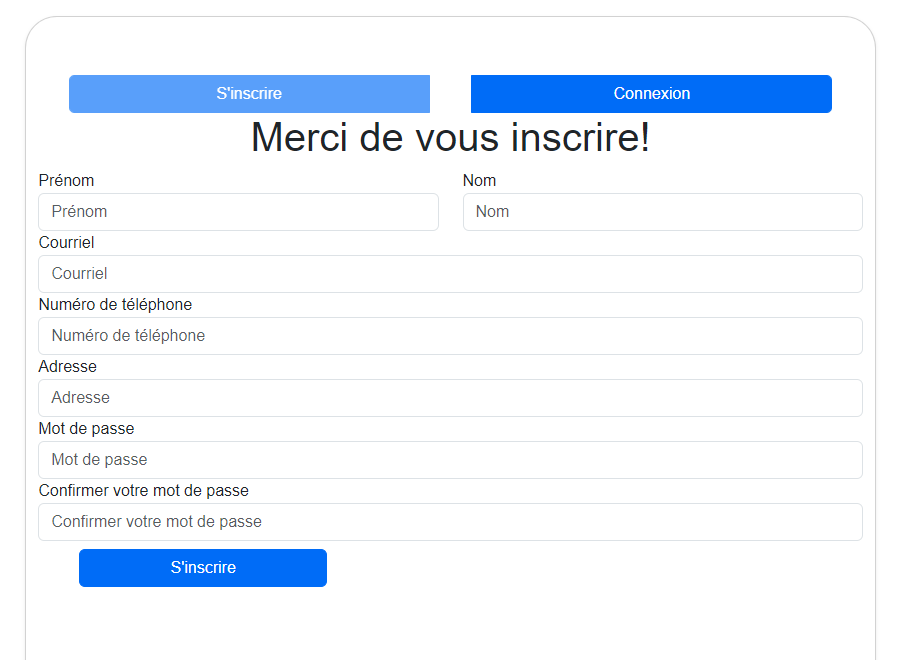 S'inscrire Connexion
Merci de vous inscrire!
Prénom Nom
Prénom Nom
Courriel
Courriel
Numéro de téléphone
Numéro de téléphone
Adresse
Adresse
Mot de passe
Mot de passe
Confirmer votre mot de passe
Confirmer votre mot de passe
S'inscrire